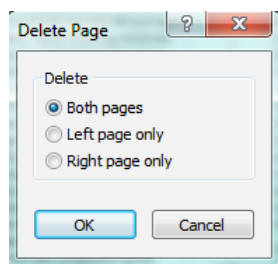 Delete Page
Delete
Both pages
Left page only
Right page only
OK Cancel